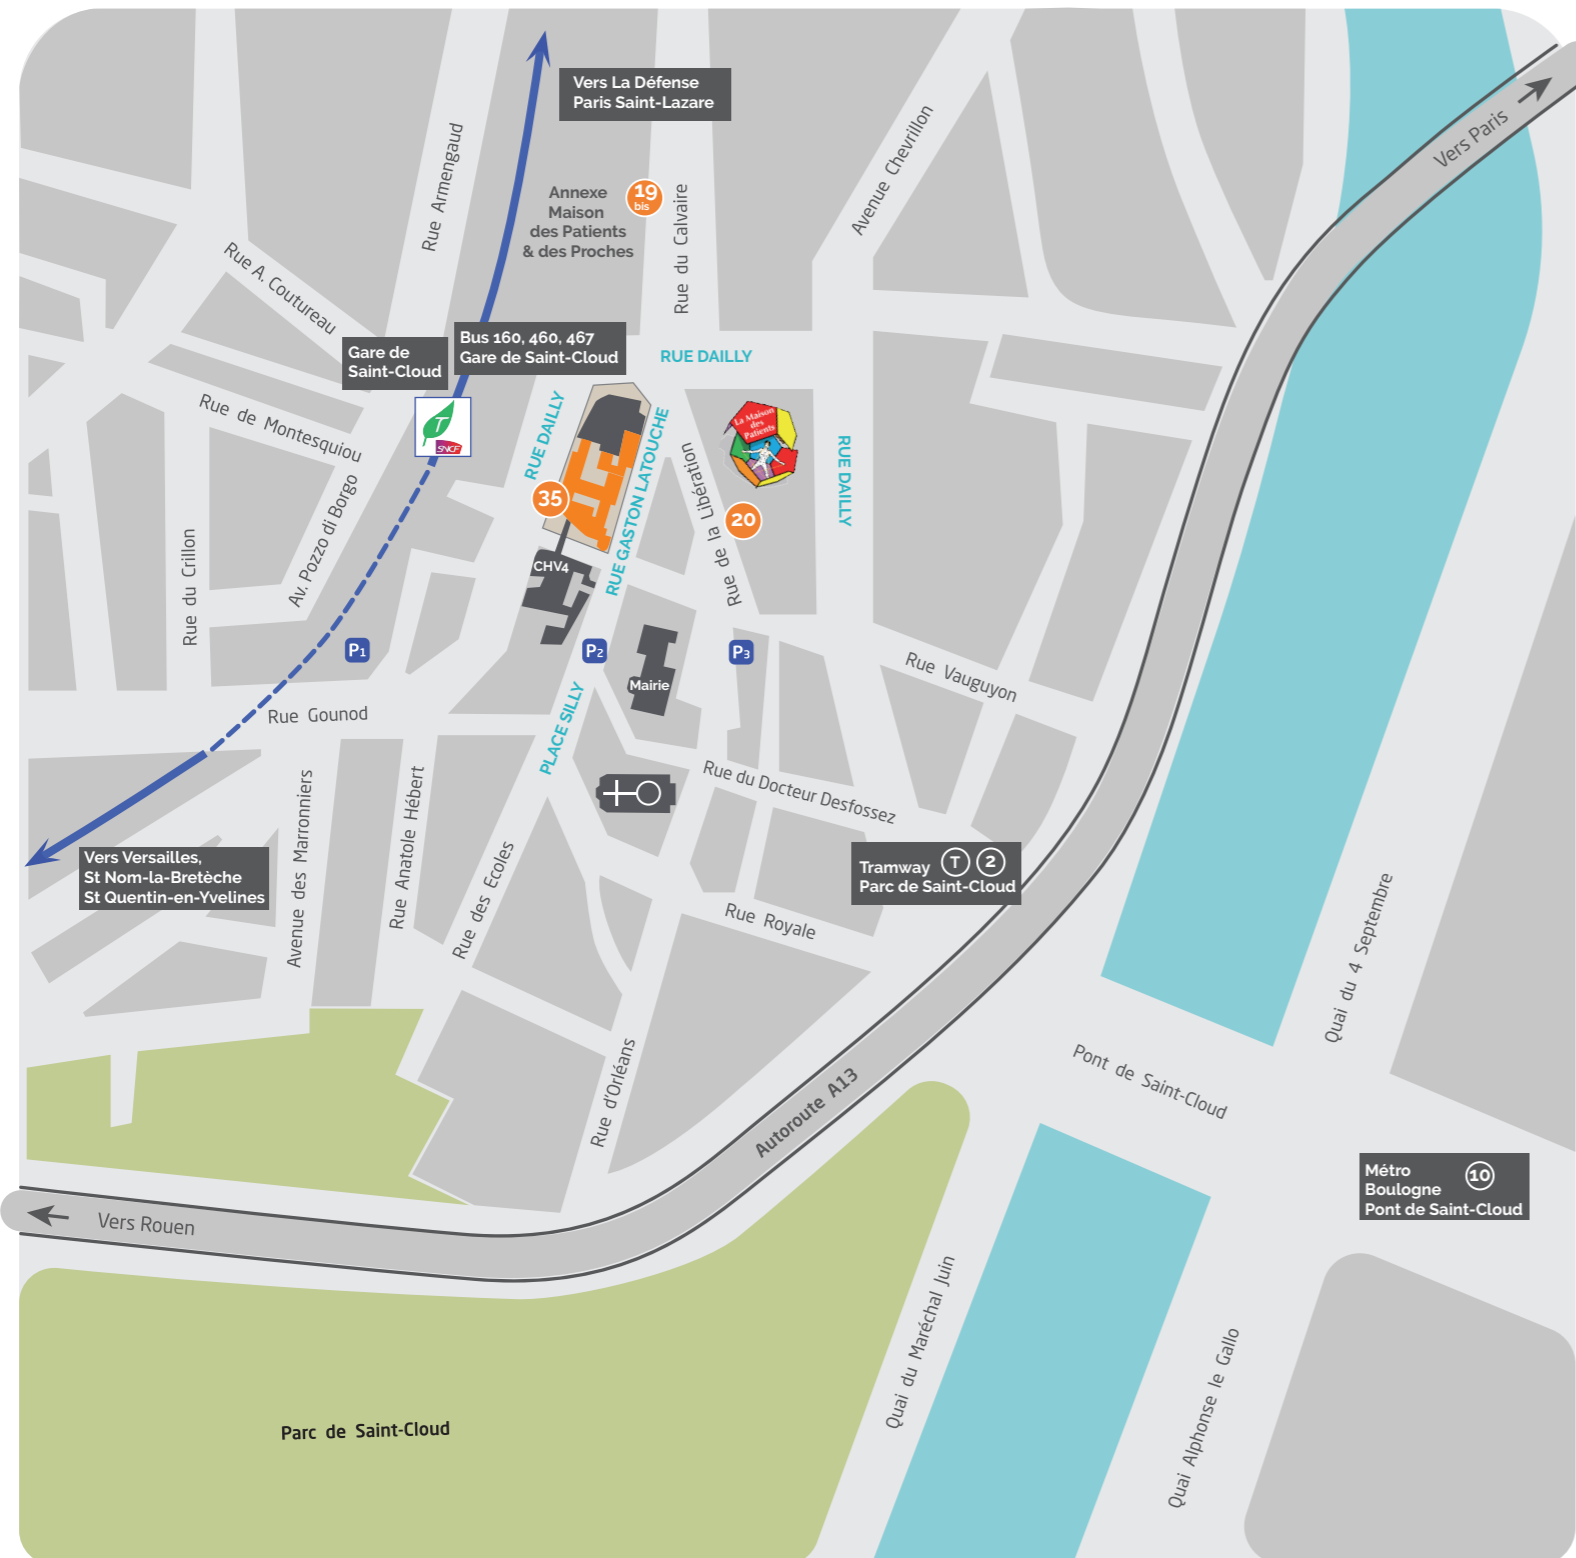 Vers La Défense
Paris Saint-Lazare
Vers Paris
Annexe
Maison
des Patients
& des Proches
19
bis
Rue du Calvaire
Rue Armengaud
Avenue Chevrillon
Rue A. Coutureau
Gare de
Saint-Cloud
Bus 160, 460, 467
Gare de Saint-Cloud
RUE DAILLY
T
SNCF
Rue de Montesquiou
RUE DAILLY
RUE GASTON LATOUCHE
La Maison
des
Patients
RUE DAILLY
35
20
Rue de la Libération
Av. Pozzo di Borgo
Rue du Crillon
CHV4
P1
P2
P3
Mairie
Rue Vauguyon
Rue Gounod
PLACE SILLY
Rue du Docteur Desfossez
Avenue des Marronniers
Rue Anatole Hébert
Rue des Ecoles
Vers Versailles,
St Nom-la-Bretèche
St Quentin-en-Yvelines
Tramway T 2
Parc de Saint-Cloud
Rue Royale
Quai du 4 Septembre
Rue d'Orléans
Autoroute A13
Pont de Saint-Cloud
Métro 10
Boulogne
Pont de Saint-Cloud
Vers Rouen
Quai du Maréchal Juin
Quai Alphonse le Gallo
Parc de Saint-Cloud